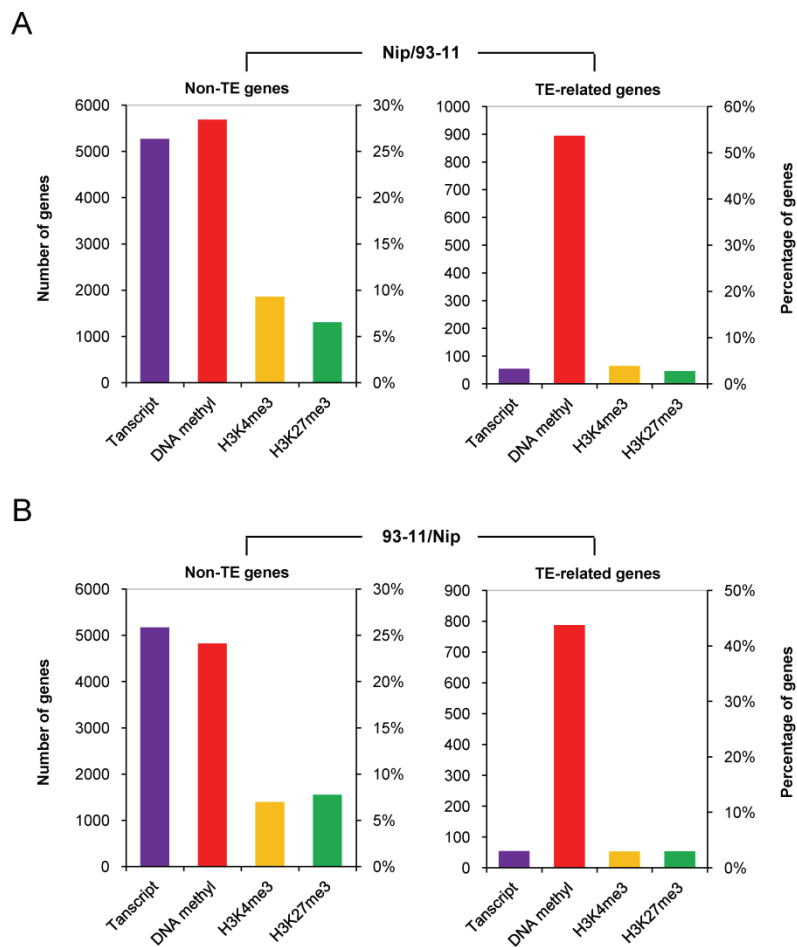 A
Nip/93-11
Non-TE genes
TE-related genes
Number of genes
6000
5000
4000
3000
2000
1000
0
30%
25%
20%
15%
10%
5%
0%
1000
900
800
700
600
500
400
300
200
100
0
60%
50%
40%
30%
20%
10%
0%
Percentage of genes
Tanscript
DNA methyl
H3K4me3
H3K27me3
Tanscript
DNA methyl
H3K4me3
H3K27me3
B
93-11/Nip
Non-TE genes
TE-related genes
Number of genes
6000
5000
4000
3000
2000
1000
0
30%
25%
20%
15%
10%
5%
0%
900
800
700
600
500
400
300
200
100
0
50%
40%
30%
20%
10%
0%
Percentage of genes
Tanscript
DNA methyl
H3K4me3
H3K27me3
Tanscript
DNA methyl
H3K4me3
H3K27me3